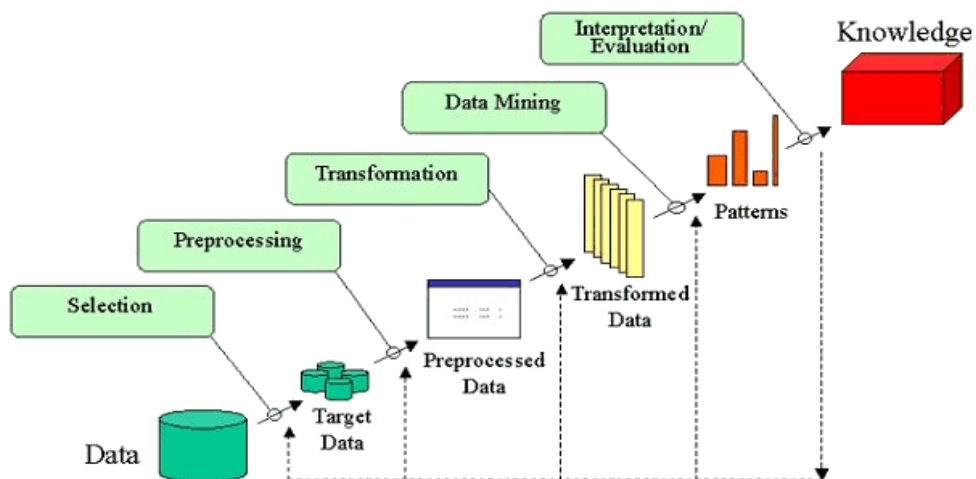 Interpretation/
Evaluation
Knowledge
Data Mining
Transformation
Patterns
Preprocessing
Transformed
Data
Selection
Preprocessed
Data
Target
Data
Data